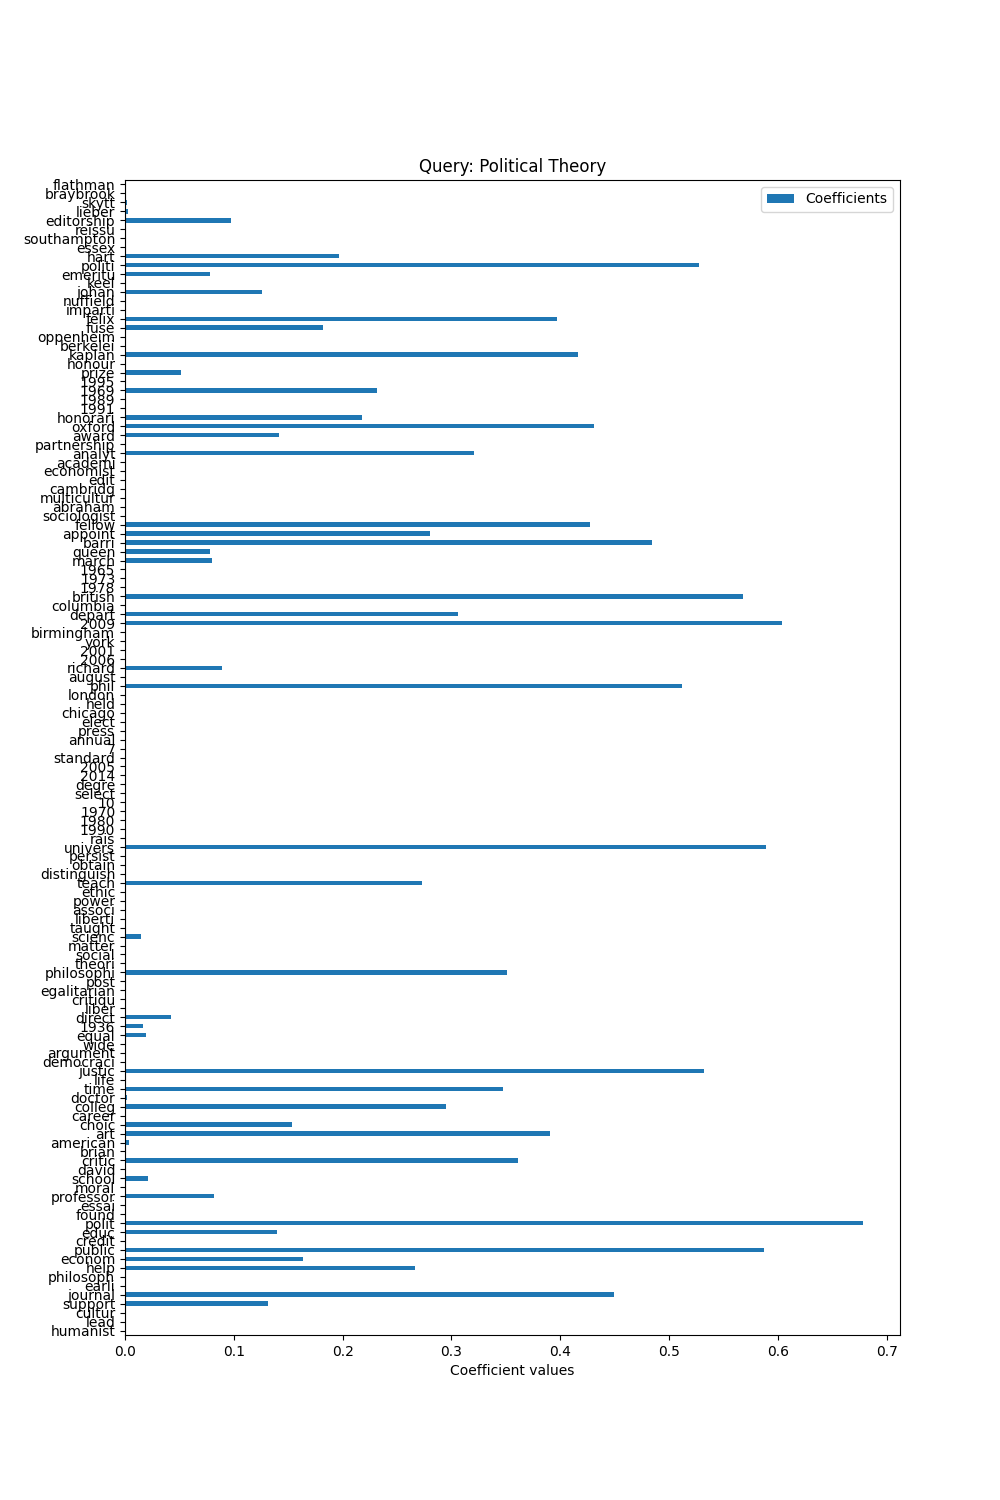 Query: Political Theory
Coefficients
flathman
braybrook
skytt
lieber
editorship
reissu
southampton
essex
hart
politi
emeritu
keel
johan
nuffield
imparti
felix
fuse
oppenheim
berkelei
kaplan
honour
prize
1995
1969
1989
1991
honorari
oxford
award
partnership
analyt
academi
economist
edit
cambridg
multicultur
abraham
sociologist
fellow
appoint
barri
queen
march
1965
1973
1978
british
columbia
depart
2009
birmingham
york
2001
2006
richard
august
phil
london
held
chicago
elect
press
annual
7
standard
2005
2014
degre
select
10
1970
1980
1990
rais
univers
persist
obtain
distinguish
teach
ethic
power
associ
liberti
taught
scienc
matter
social
theori
philosophi
post
egalitarian
critiqu
liber
direct
1936
equal
wide
argument
democraci
justic
life
time
doctor
colleg
career
choic
art
american
brian
critic
david
school
moral
professor
essai
found
polit
educ
credit
public
econom
help
philosoph
earli
journal
support
cultur
lead
humanist
0.0 0.1 0.2 0.3 0.4 0.5 0.6 0.7
Coefficient values